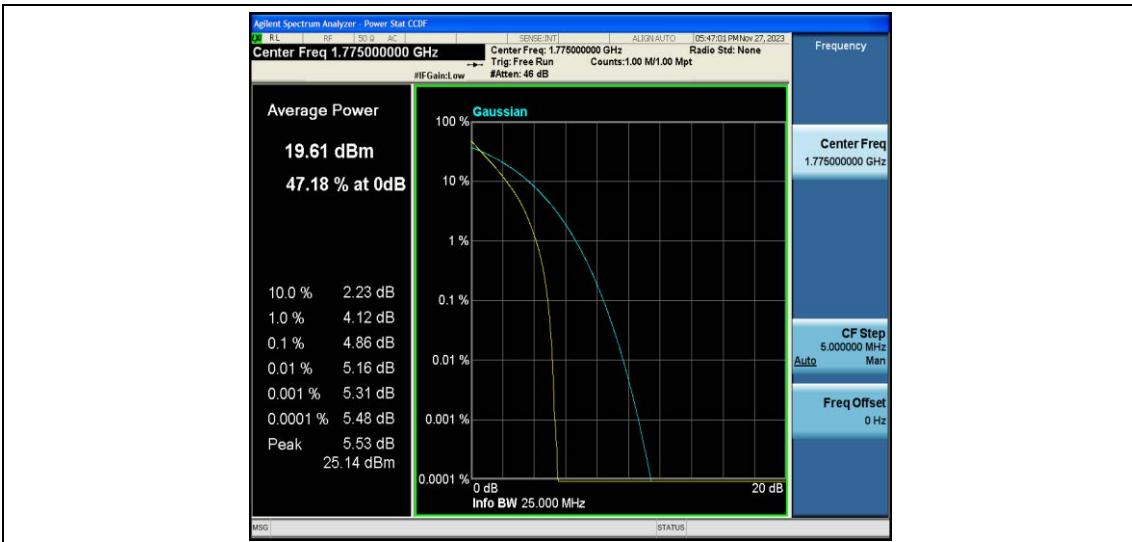 Agilent Spectrum Analyzer - Power Stat CCDF
RL RF 50 Ω AC SENSE:INT ALIGN AUTO 05:47:01 PM Nov 27, 2023
Center Freq 1.775000000 GHz
Center Freq: 1.775000000 GHz Radio Std: None
Trig: Free Run Counts:1.00 M/1.00 Mpt
#IFGain:Low #Atten: 46 dB
Frequency
Average Power
19.61 dBm
47.18 % at 0dB
10.0 % 2.23 dB
1.0 % 4.12 dB
0.1 % 4.86 dB
0.01 % 5.16 dB
0.001 % 5.31 dB
0.0001 % 5.48 dB
Peak 5.53 dB
25.14 dBm
Gaussian
100 %
10 %
1 %
0.1 %
0.01 %
0.001 %
0.0001 %
0 dB 20 dB
Info BW 25.000 MHz
Center Freq
1.775000000 GHz
CF Step
5.000000 MHz
Auto Man
Freq Offset
0 Hz
MSG STATUS